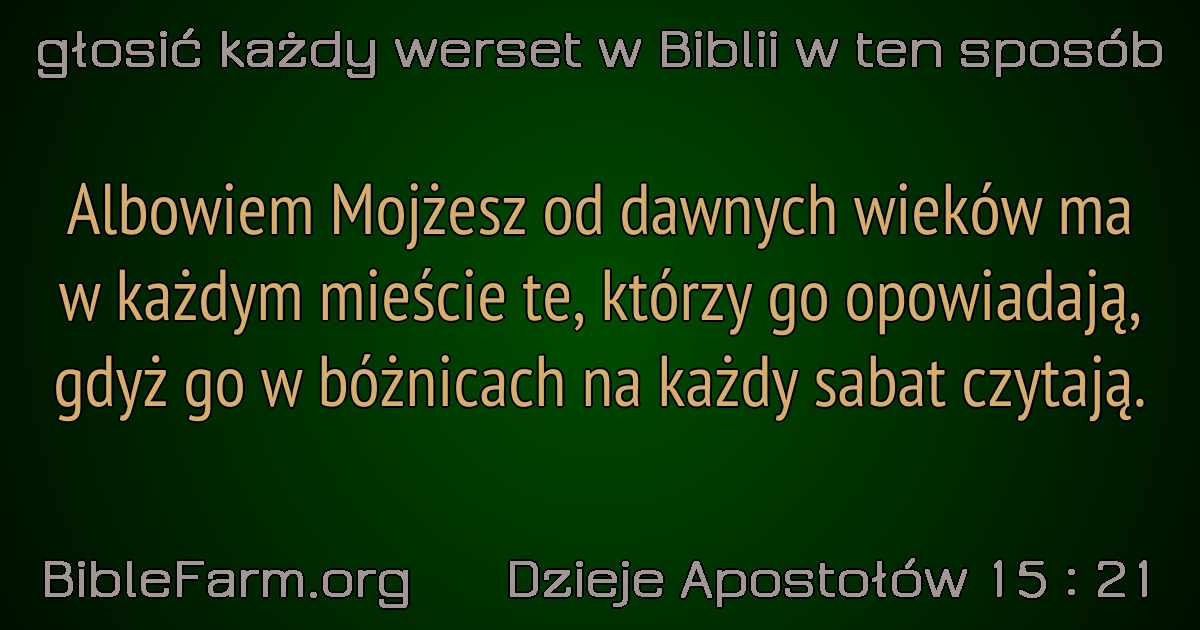 głosić każdy werset w Biblii w ten sposób
Albowiem Mojżesz od dawnych wieków ma
w każdym mieście te, którzy go opowiadają,
gdyż go w bóżnicach na każdy sabat czytają.
BibleFarm.org
Dzieje Apostołów 15 : 21